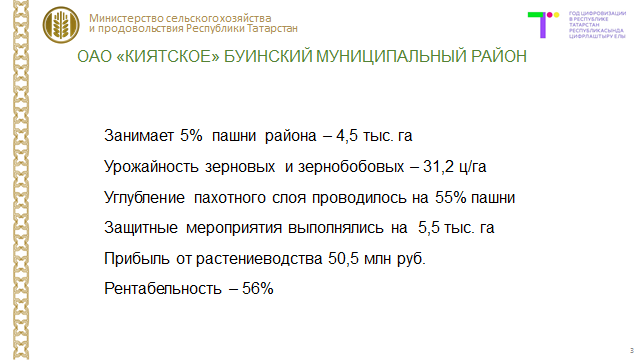 Министерство сельского хозяйства
и продовольствия Республики Татарстан
ГОД ЦИФРОВИЗАЦИИ
В РЕСПУБЛИКЕ
ТАТАРСТАН
РЕСПУБЛИКАСЫНДА
ЦИФРЛАШТЫРУ ЕЛЫ
ОАО «КИЯТСКОЕ» БУИНСКИЙ МУНИЦИПАЛЬНЫЙ РАЙОН
Занимает 5% пашни района – 4,5 тыс. га
Урожайность зерновых и зернобобовых – 31,2 ц/га
Углубление пахотного слоя проводилось на 55% пашни
Защитные мероприятия выполнялись на 5,5 тыс. га
Прибыль от растениеводства 50,5 млн руб.
Рентабельность – 56%
3